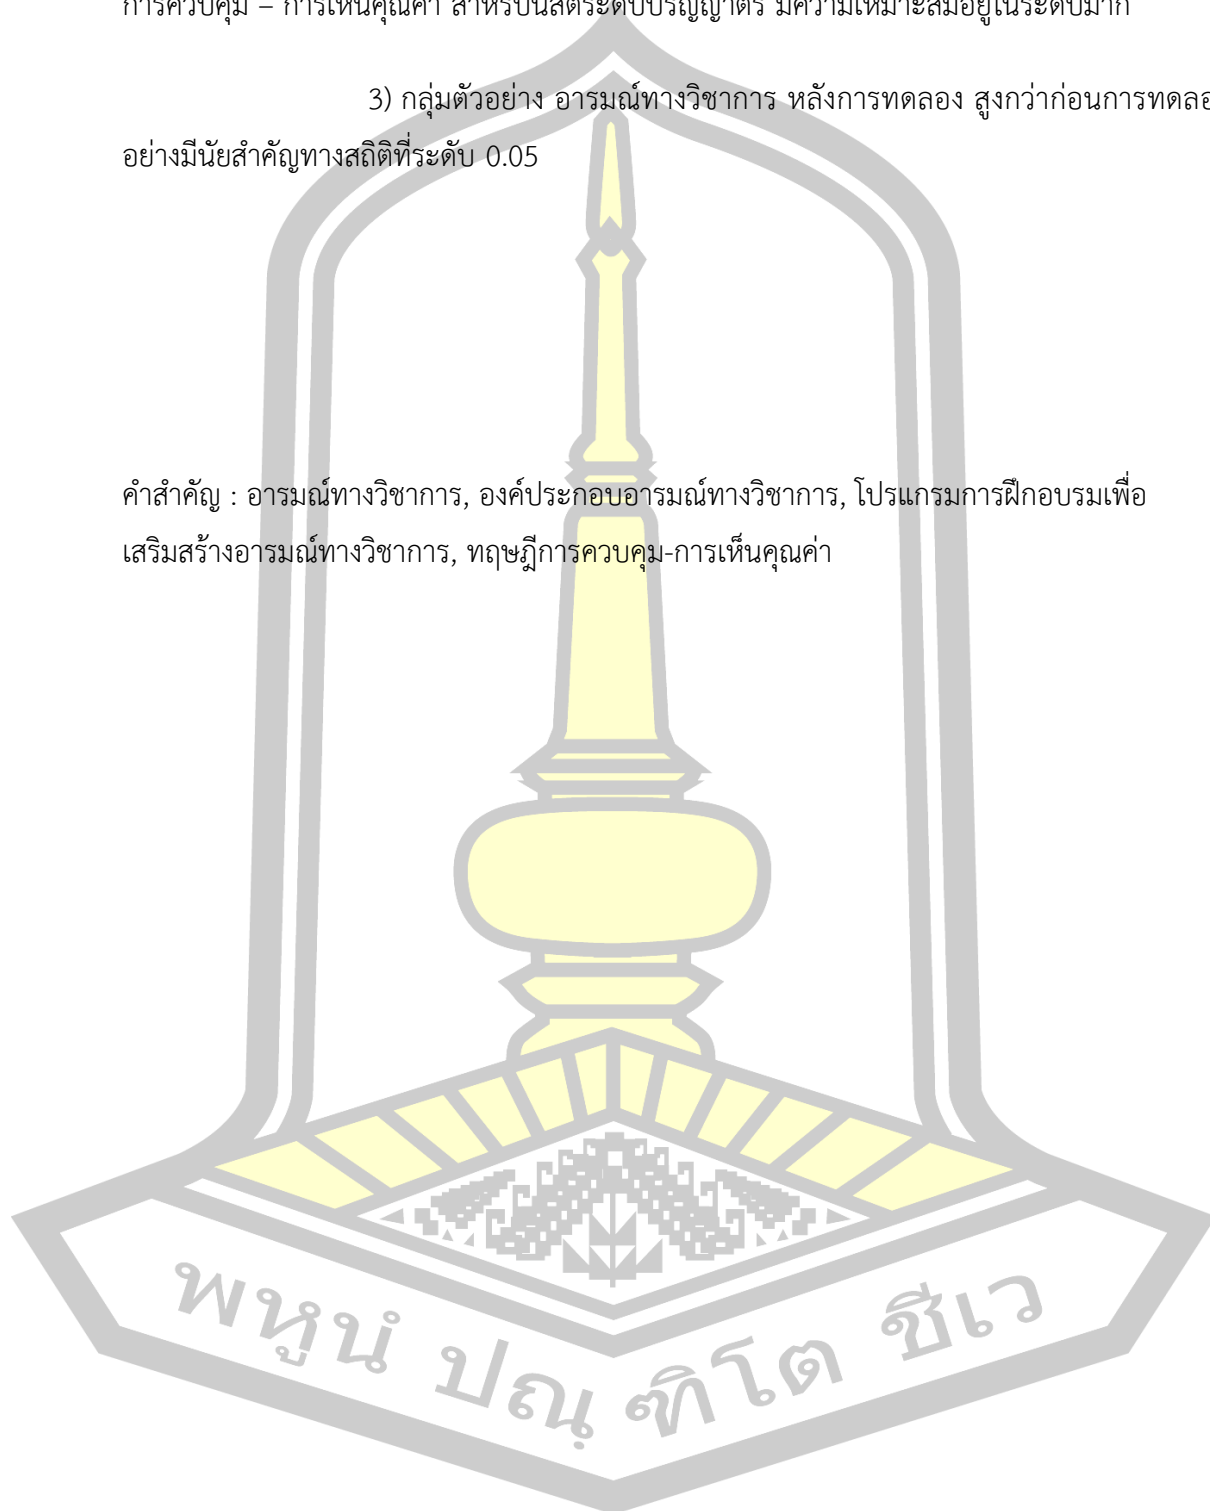 การควบคุม – การเห็นคุณค่า สำหรับนิสิตระดับปริญญาตรี มีความเหมาะสมอยู่ในระดับมาก
3) กลุ่มตัวอย่าง อารมณ์ทางวิชาการ หลังการทดลอง สูงกว่าก่อนการทดลอ
อย่างมีนัยสำคัญทางสถิติที่ระดับ 0.05
คำสำคัญ : อารมณ์ทางวิชาการ, องค์ประกอบอารมณ์ทางวิชาการ, โปรแกรมการฝึกอบรมเพื่อ
เสริมสร้างอารมณ์ทางวิชาการ, ทฤษฎีการควบคุม-การเห็นคุณค่า
พหูนํ ปณฺ ฑิโต ชีเว